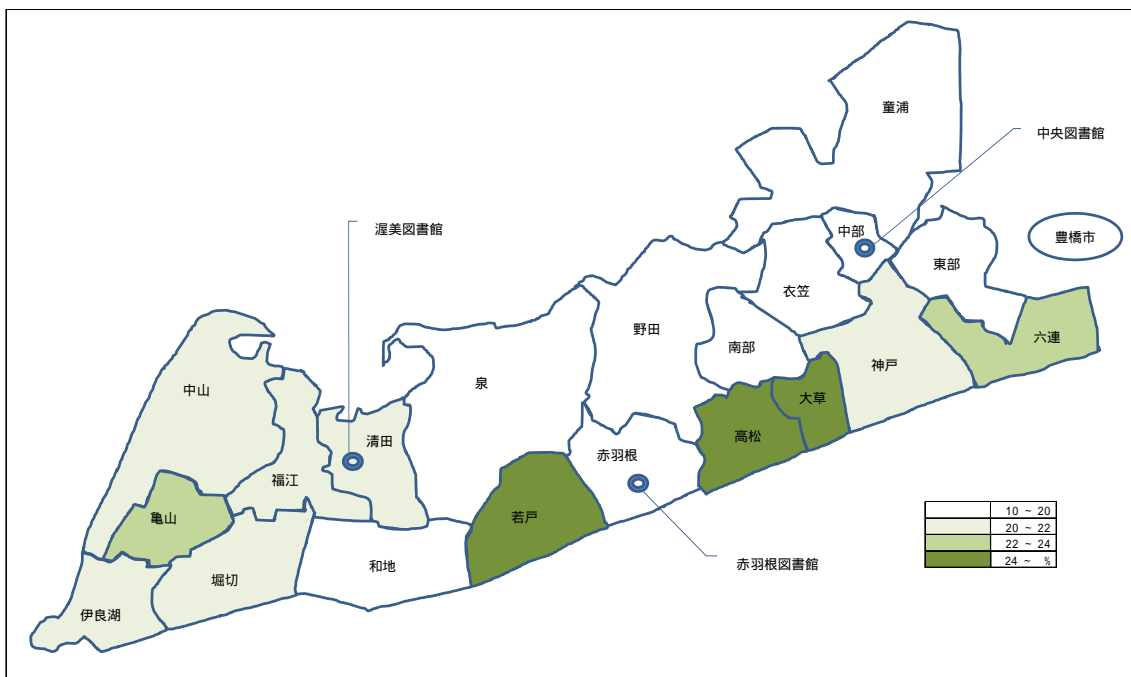 童浦
中央図書館
渥美図書館
中部
豊橋市
東部
衣笠
野田
六連
南部
神戸
中山
泉
大草
清田
高松
赤羽根
福江
亀山
若戸
10 ~ 20
20 ~ 22
22 ~ 24
24 ~ %
和地
赤羽根図書館
堀切
伊良湖